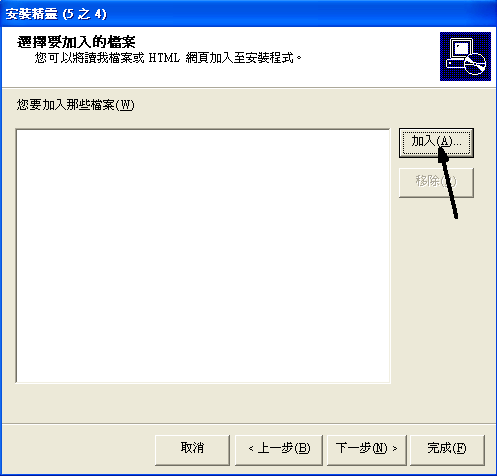 安裝精靈 (5 之 4)
選擇要加入的檔案
您可以將讀我檔案或 HTML 網頁加入至安裝程式。
您要加入那些檔案(W)
加入(A)...
移除(
取消
< 上一步(B)
下一步(N) >
完成(F)